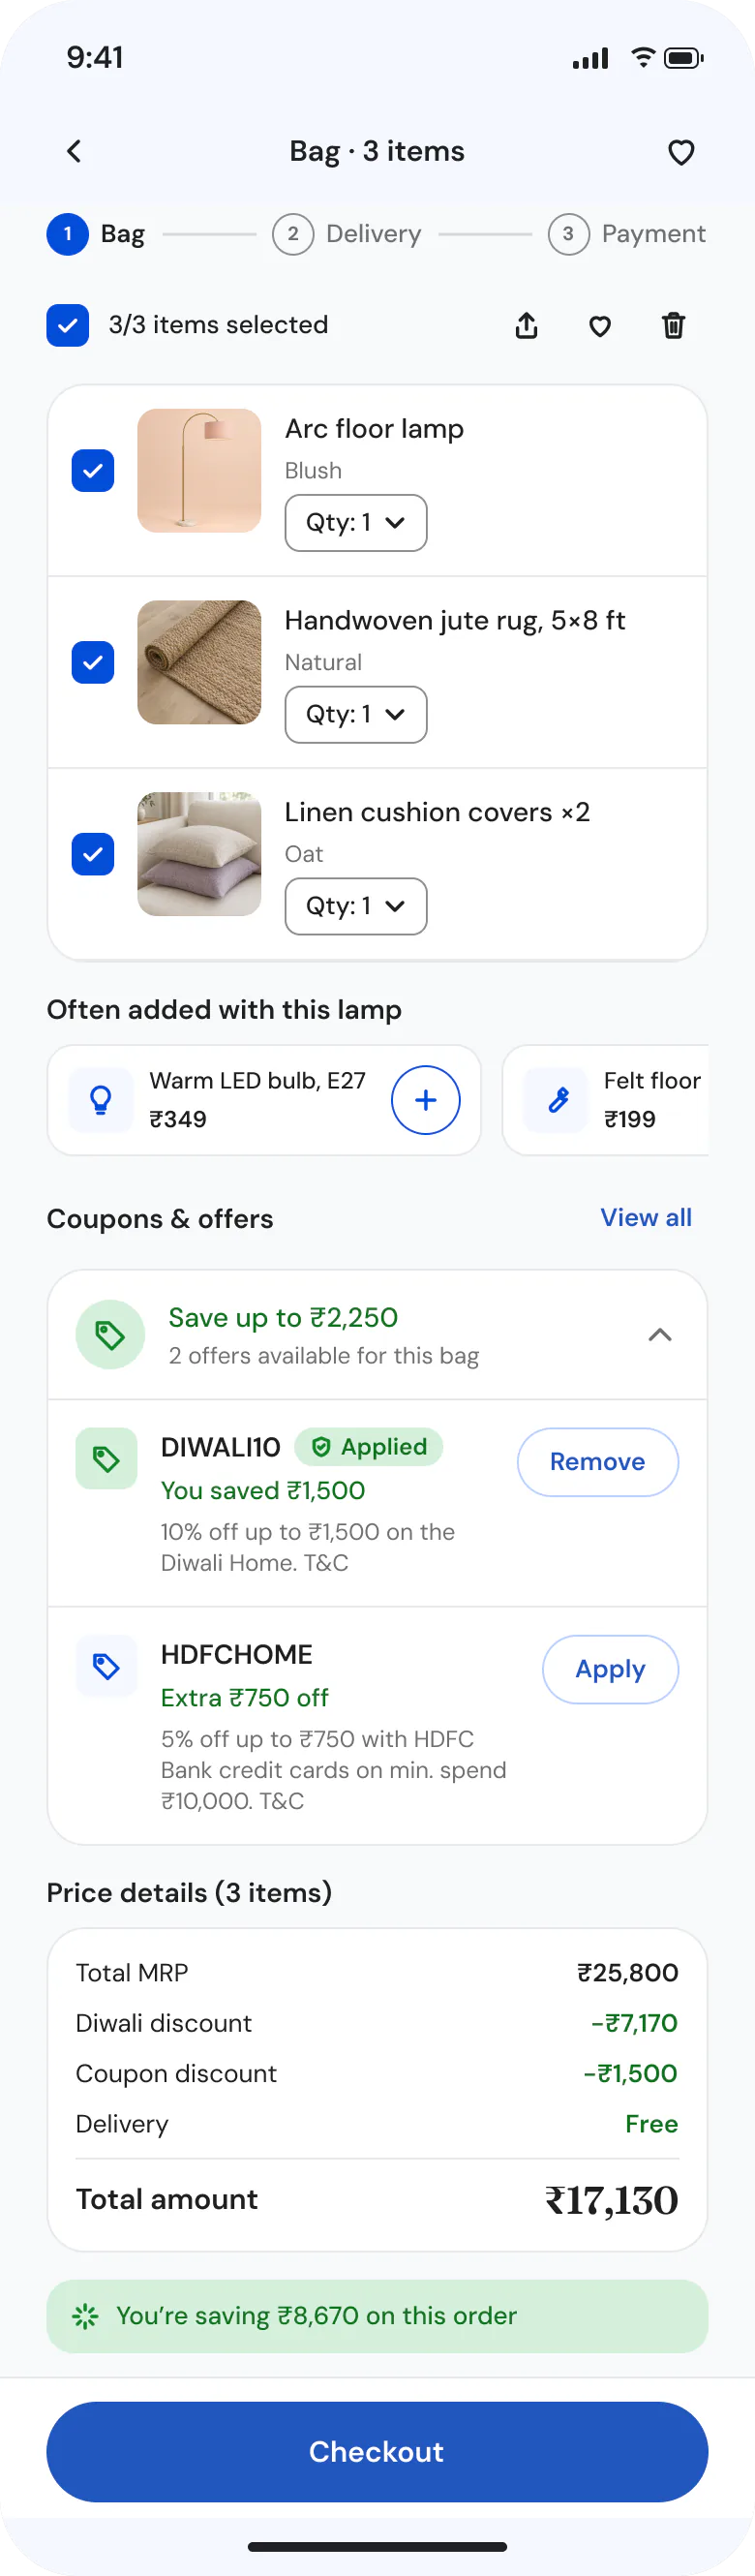 9:41
Bag · 3 items
1 Bag 2 Delivery 3 Payment
3/3 items selected
Arc floor lamp
Blush
Qty: 1
Handwoven jute rug, 5×8 ft
Natural
Qty: 1
Linen cushion covers ×2
Oat
Qty: 1
Often added with this lamp
Warm LED bulb, E27
₹349
Felt floor
₹199
Coupons & offers View all
Save up to ₹2,250
2 offers available for this bag
DIWALI10 Applied Remove
You saved ₹1,500
10% off up to ₹1,500 on the
Diwali Home. T&C
HDFCHOME Apply
Extra ₹750 off
5% off up to ₹750 with HDFC
Bank credit cards on min. spend
₹10,000. T&C
Price details (3 items)
Total MRP ₹25,800
Diwali discount -₹7,170
Coupon discount -₹1,500
Delivery Free
Total amount ₹17,130
You’re saving ₹8,670 on this order
Checkout